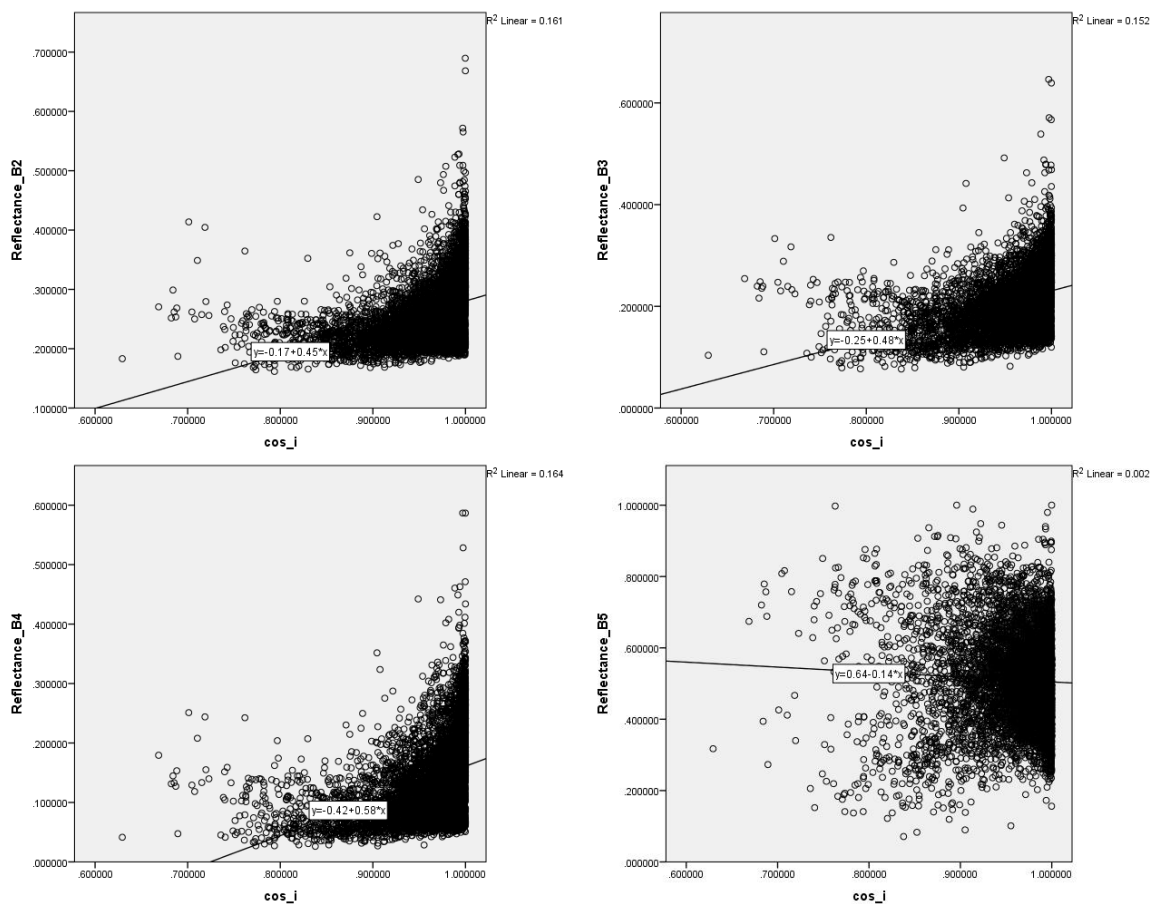 R² Linear = 0.161
.700000
.600000
.500000
.400000
.300000
.200000
.100000
Reflectance_B2
y=-0.17+0.45*x
.600000 .700000 .800000 .900000 1.000000
cos_i
R² Linear = 0.152
.600000
.400000
.200000
.000000
Reflectance_B3
y=-0.25+0.48*x
.600000 .700000 .800000 .900000 1.000000
cos_i
R² Linear = 0.164
.600000
.500000
.400000
.300000
.200000
.100000
.000000
Reflectance_B4
y=-0.42+0.58*x
.600000 .700000 .800000 .900000 1.000000
cos_i
R² Linear = 0.002
1.000000
.800000
.600000
.400000
.200000
.000000
Reflectance_B5
y=0.64-0.14*x
.600000 .700000 .800000 .900000 1.000000
cos_i